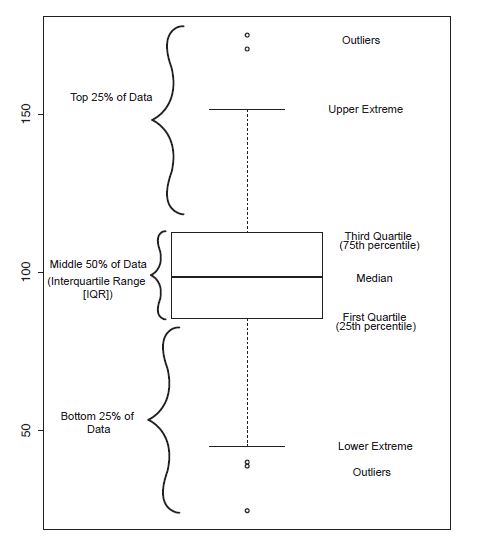 Outliers
Top 25% of Data
Upper Extreme
150
Third Quartile
(75th percentile)
Middle 50% of Data
(Interquartile Range
[IQR])
100
Median
First Quartile
(25th percentile)
Bottom 25% of
Data
50
Lower Extreme
Outliers